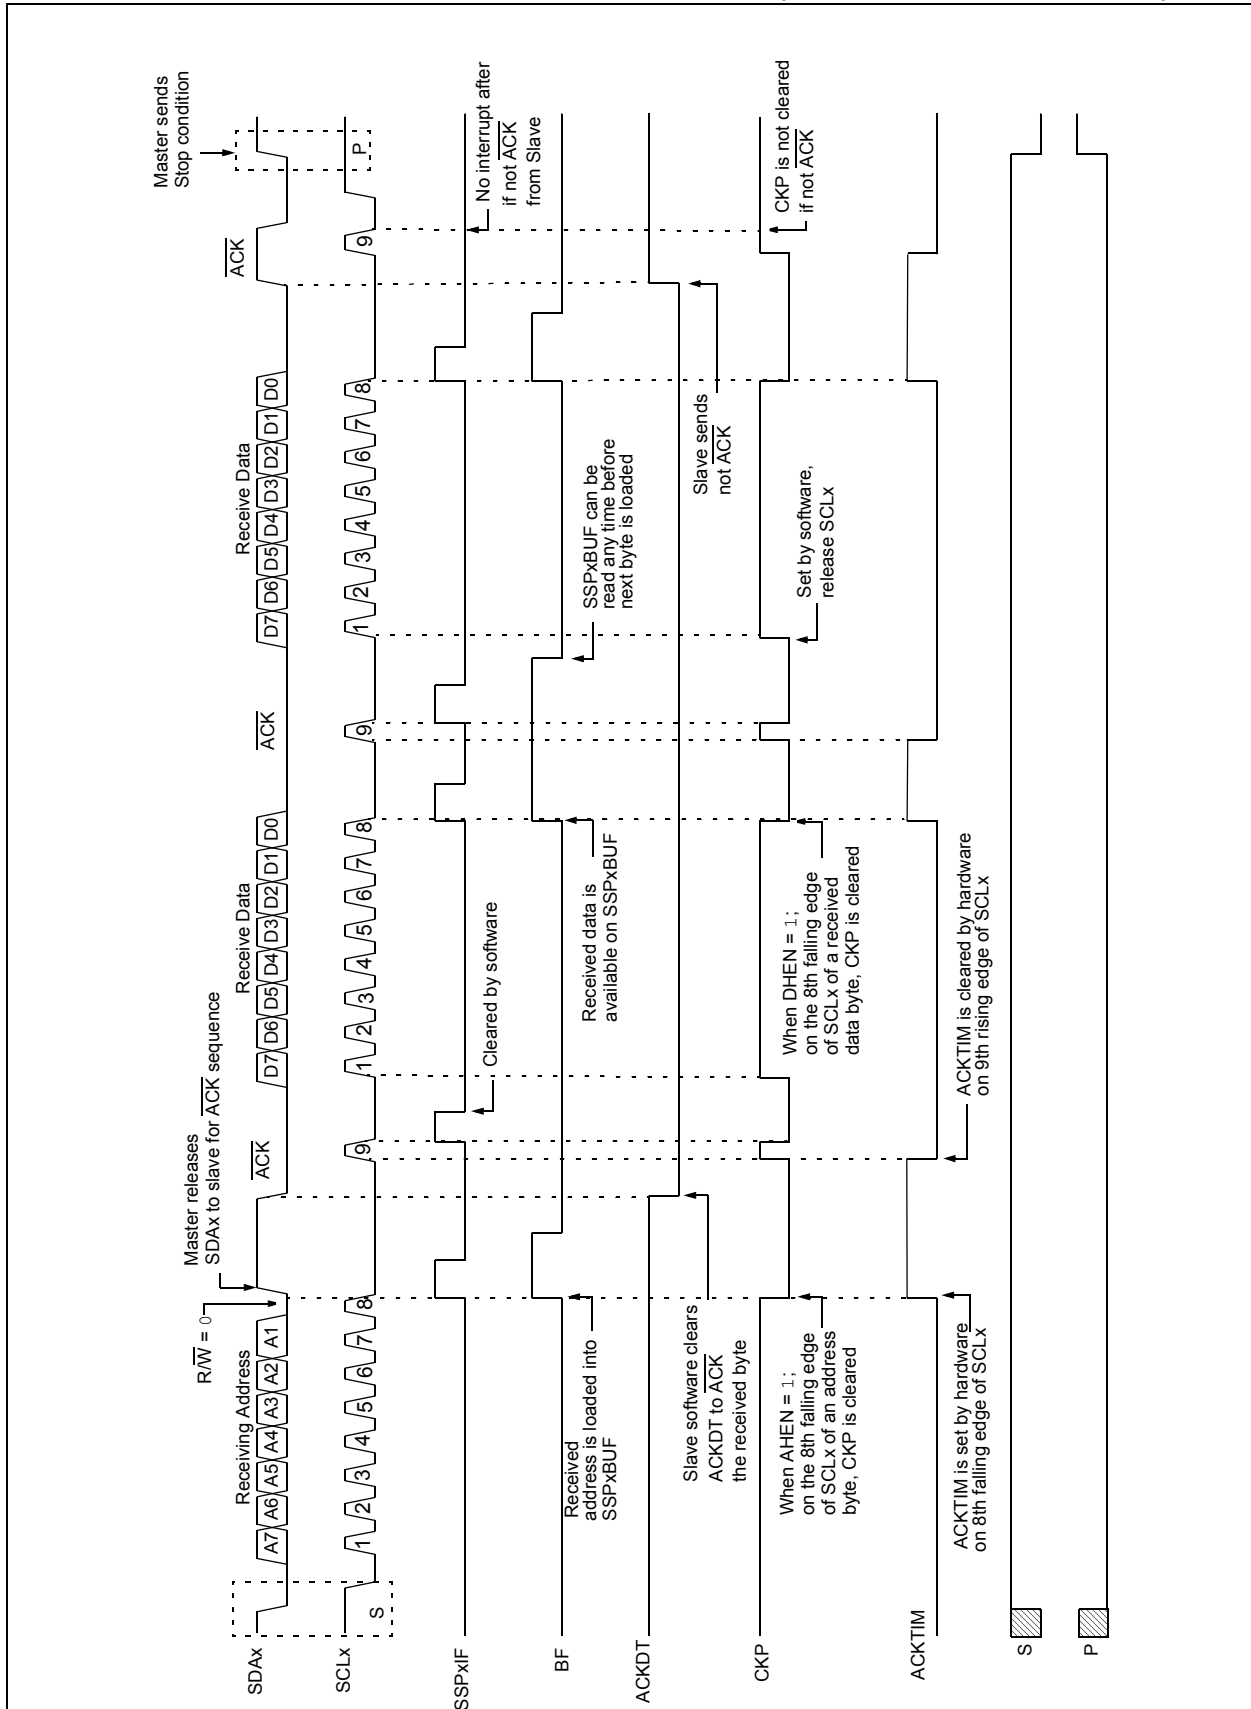 Master sends
Stop condition
Master releases
SDAx to slave for ACK sequence
R/W = 0
Receiving Address
Receive Data
Receive Data
ACK
ACK
ACK
SDAx
A7 A6 A5 A4 A3 A2 A1
D7 D6 D5 D4 D3 D2 D1 D0
D7 D6 D5 D4 D3 D2 D1 D0
SCLx
S
1 2 3 4 5 6 7 8 9
1 2 3 4 5 6 7 8 9
1 2 3 4 5 6 7 8 9
P
SSPxIF
Cleared by software
No interrupt after
if not ACK
from Slave
BF
Received
address is loaded into
SSPxBUF
Received data is
available on SSPxBUF
SSPxBUF can be
read any time before
next byte is loaded
ACKDT
Slave software clears
ACKDT to ACK
the received byte
Slave sends
not ACK
CKP
When AHEN = 1;
on the 8th falling edge
of SCLx of an address
byte, CKP is cleared
When DHEN = 1;
on the 8th falling edge
of SCLx of a received
data byte, CKP is cleared
Set by software,
release SCLx
CKP is not cleared
if not ACK
ACKTIM
ACKTIM is set by hardware
on 8th falling edge of SCLx
ACKTIM is cleared by hardware
on 9th rising edge of SCLx
S
P